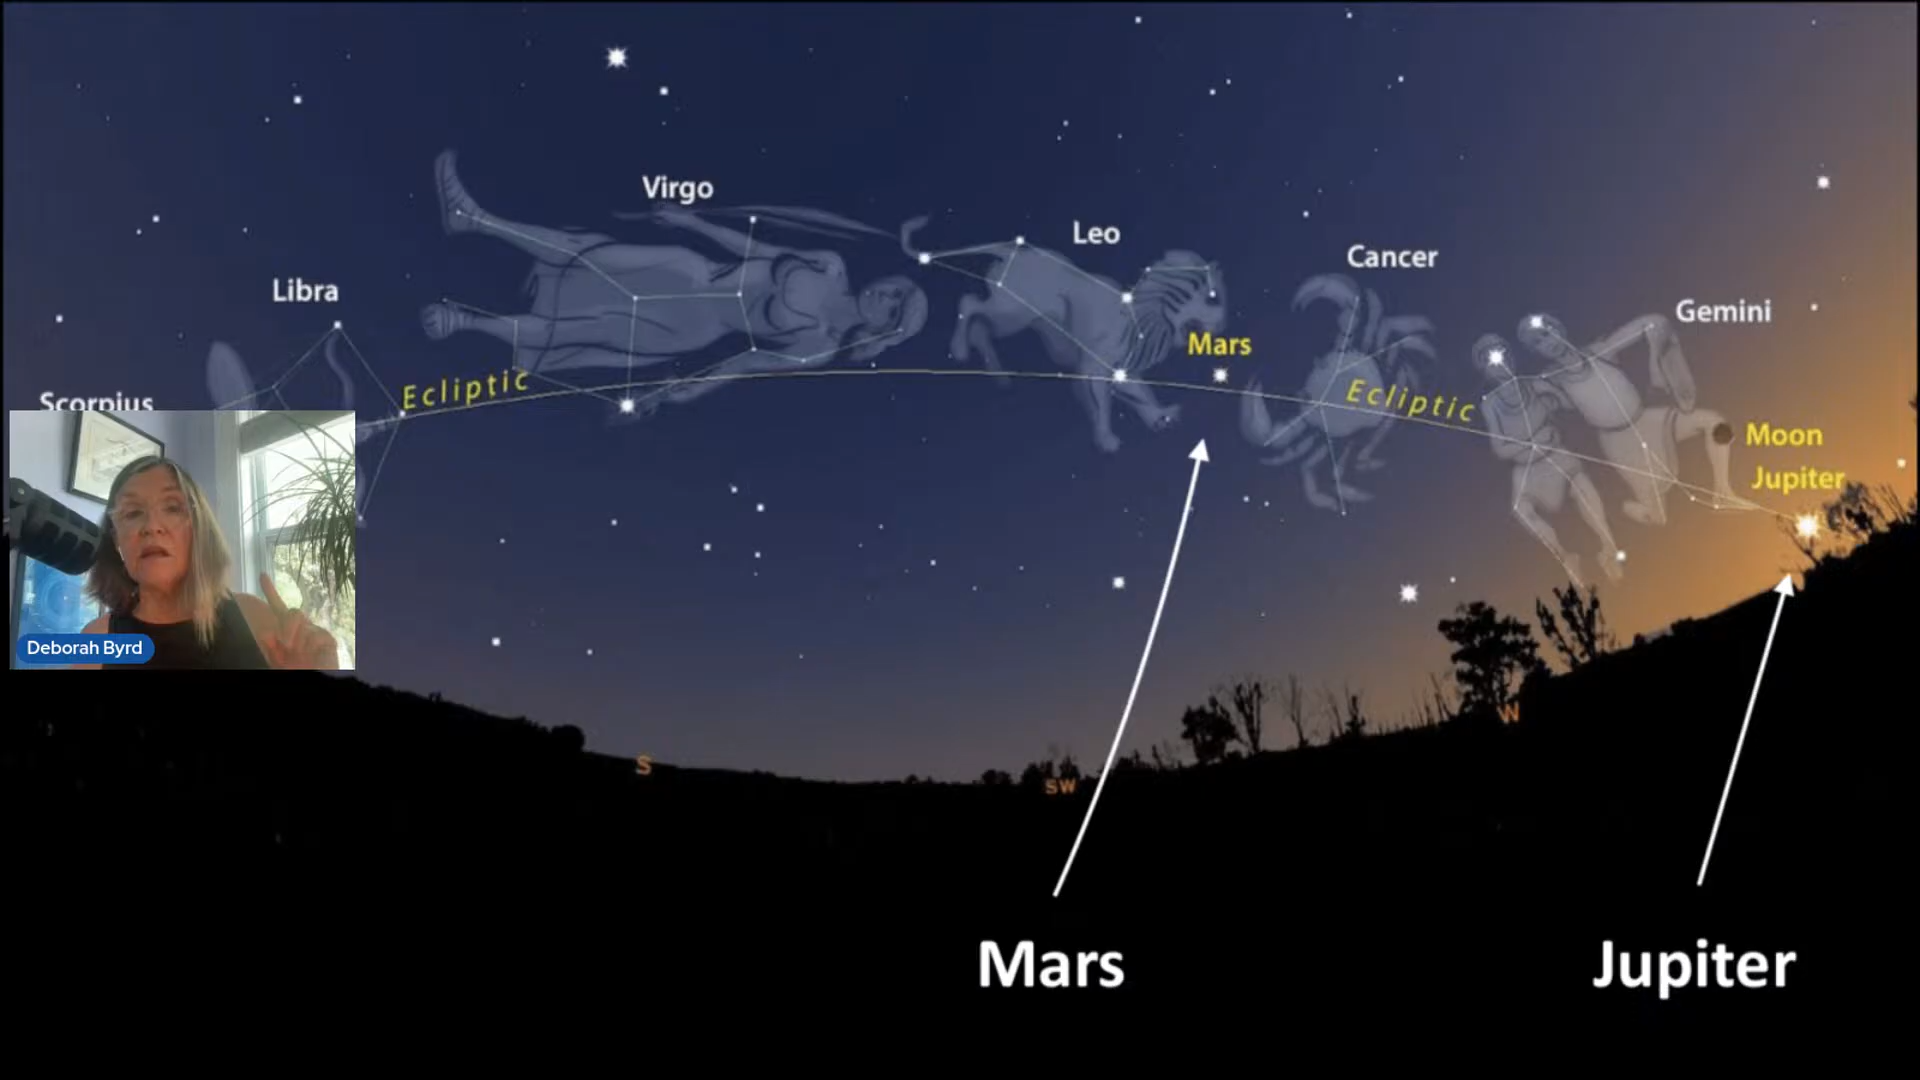 Virgo
Leo
Cancer
Libra
Gemini
Mars
Scorpius
Ecliptic
Ecliptic
Moon
Jupiter
Deborah Byrd
S
SW
W
Mars
Jupiter